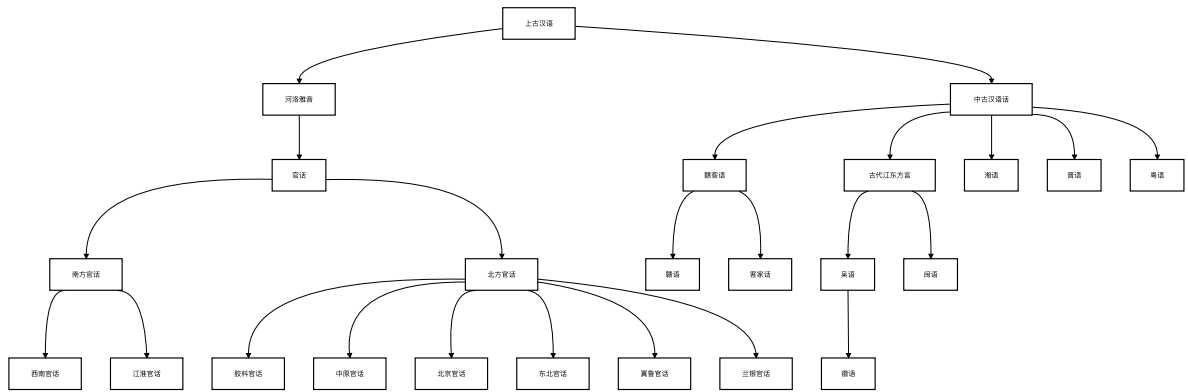 上古汉语
河洛雅音
中古汉语话
官话
赣客语
古代江东方言
湘语
晋语
粤语
南方官话
北方官话
赣语
客家话
吴语
闽语
西南官话
江淮官话
胶料官话
中原官话
北京官话
东北官话
冀鲁官话
兰银官话
徽语